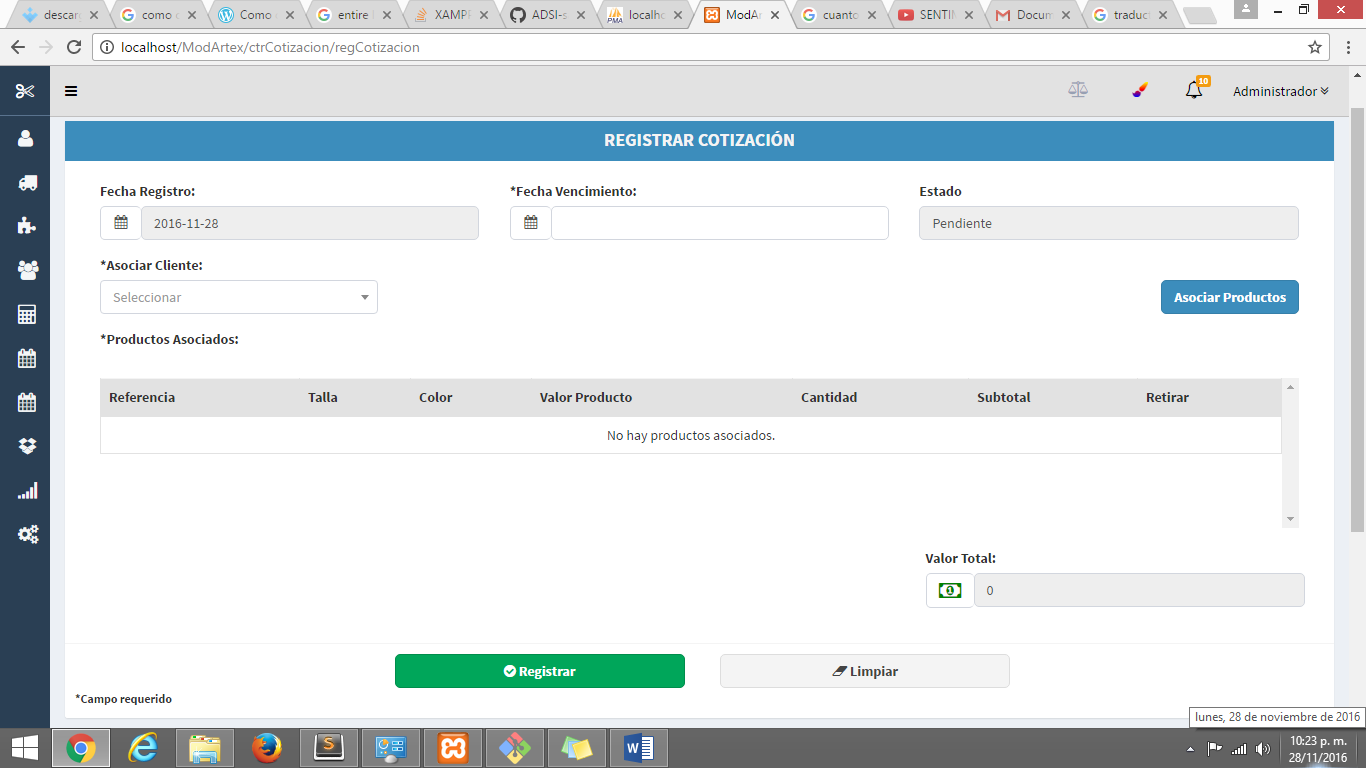 descar
como c
Como
entire
XAMPP
ADSI-s
localho
ModAr
cuanto
SENTIM
Docum
traduct
localhost/ModArtex/ctrCotizacion/regCotizacion
10
Administrador
REGISTRAR COTIZACIÓN
Fecha Registro:
*Fecha Vencimiento:
Estado
2016-11-28
Pendiente
*Asociar Cliente:
Seleccionar
Asociar Productos
*Productos Asociados:
Referencia Talla Color Valor Producto Cantidad Subtotal Retirar
No hay productos asociados.
Valor Total:
0
Registrar
Limpiar
*Campo requerido
lunes, 28 de noviembre de 2016
10:23 p. m.
28/11/2016